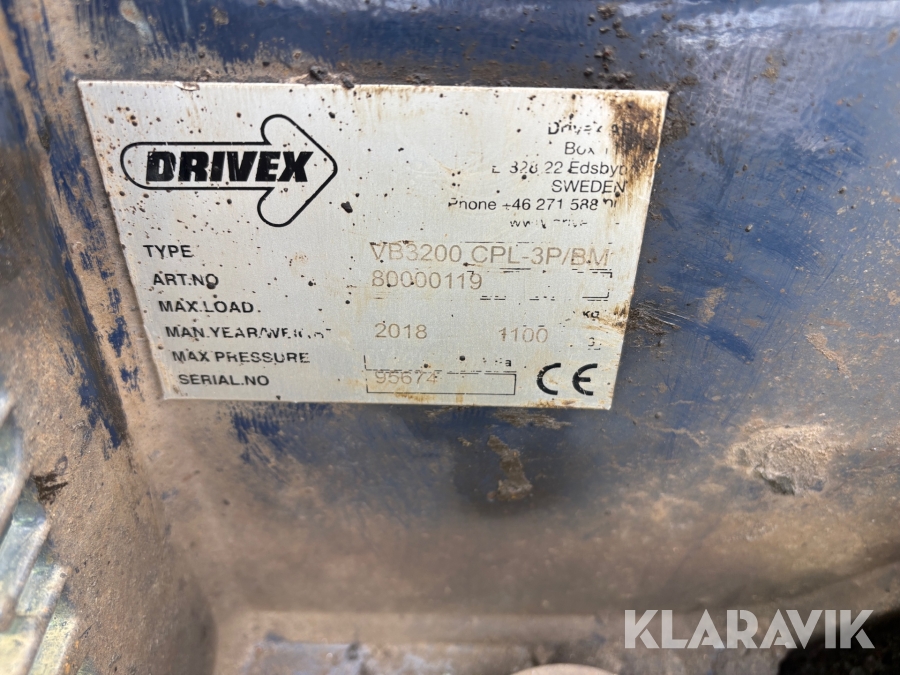 DRIVEX
Box
22 Edsbyn
SWEDEN
Phone +46 271 588
TYPE VB3200 CPL-3P/BM
ART.NO 80000119
MAX.LOAD kg
MAN.YEAR/WEIGHT 2018 1100
MAX PRESSURE
SERIAL.NO 95674
CE
KLARAVIK